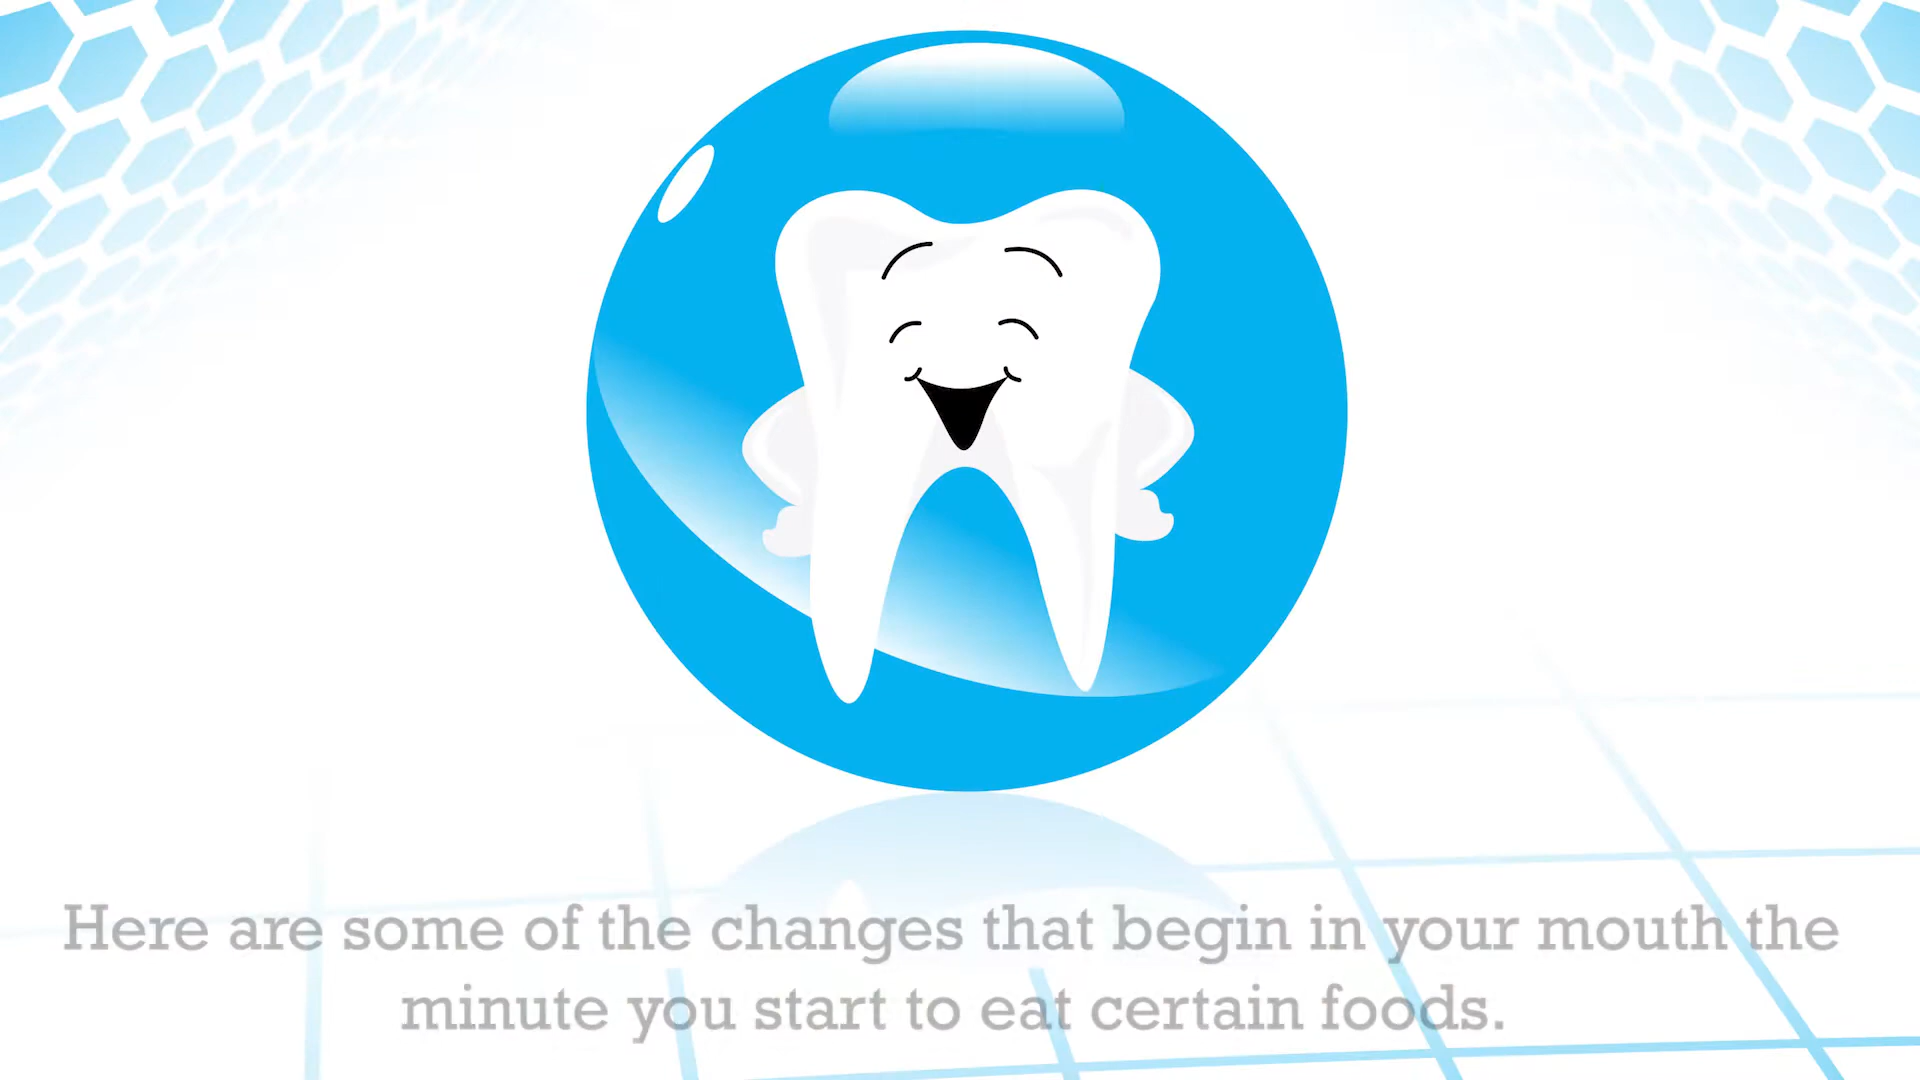 Here are some of the changes that begin in your mouth the
minute you start to eat certain foods.